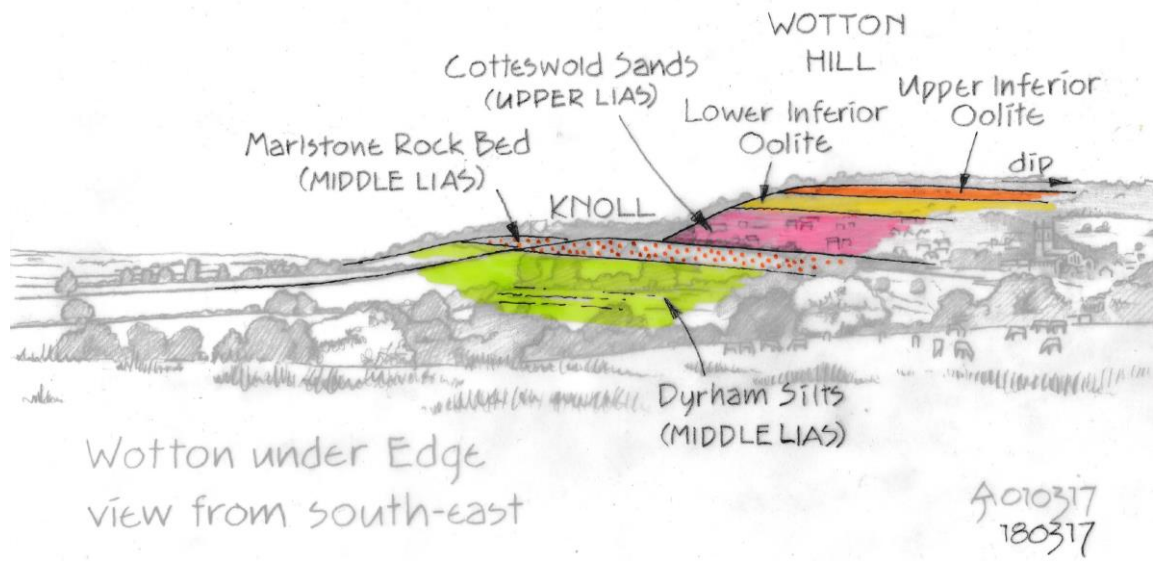 WOTTON
HILL
Cotteswold Sands
(UPPER LIAS)
Upper Inferior
Oolite
Lower Inferior
Oolite
Marlstone Rock Bed
(MIDDLE LIAS)
dip
KNOLL
Dyrham Silts
(MIDDLE LIAS)
Wotton under Edge
view from south-east
010317
180317